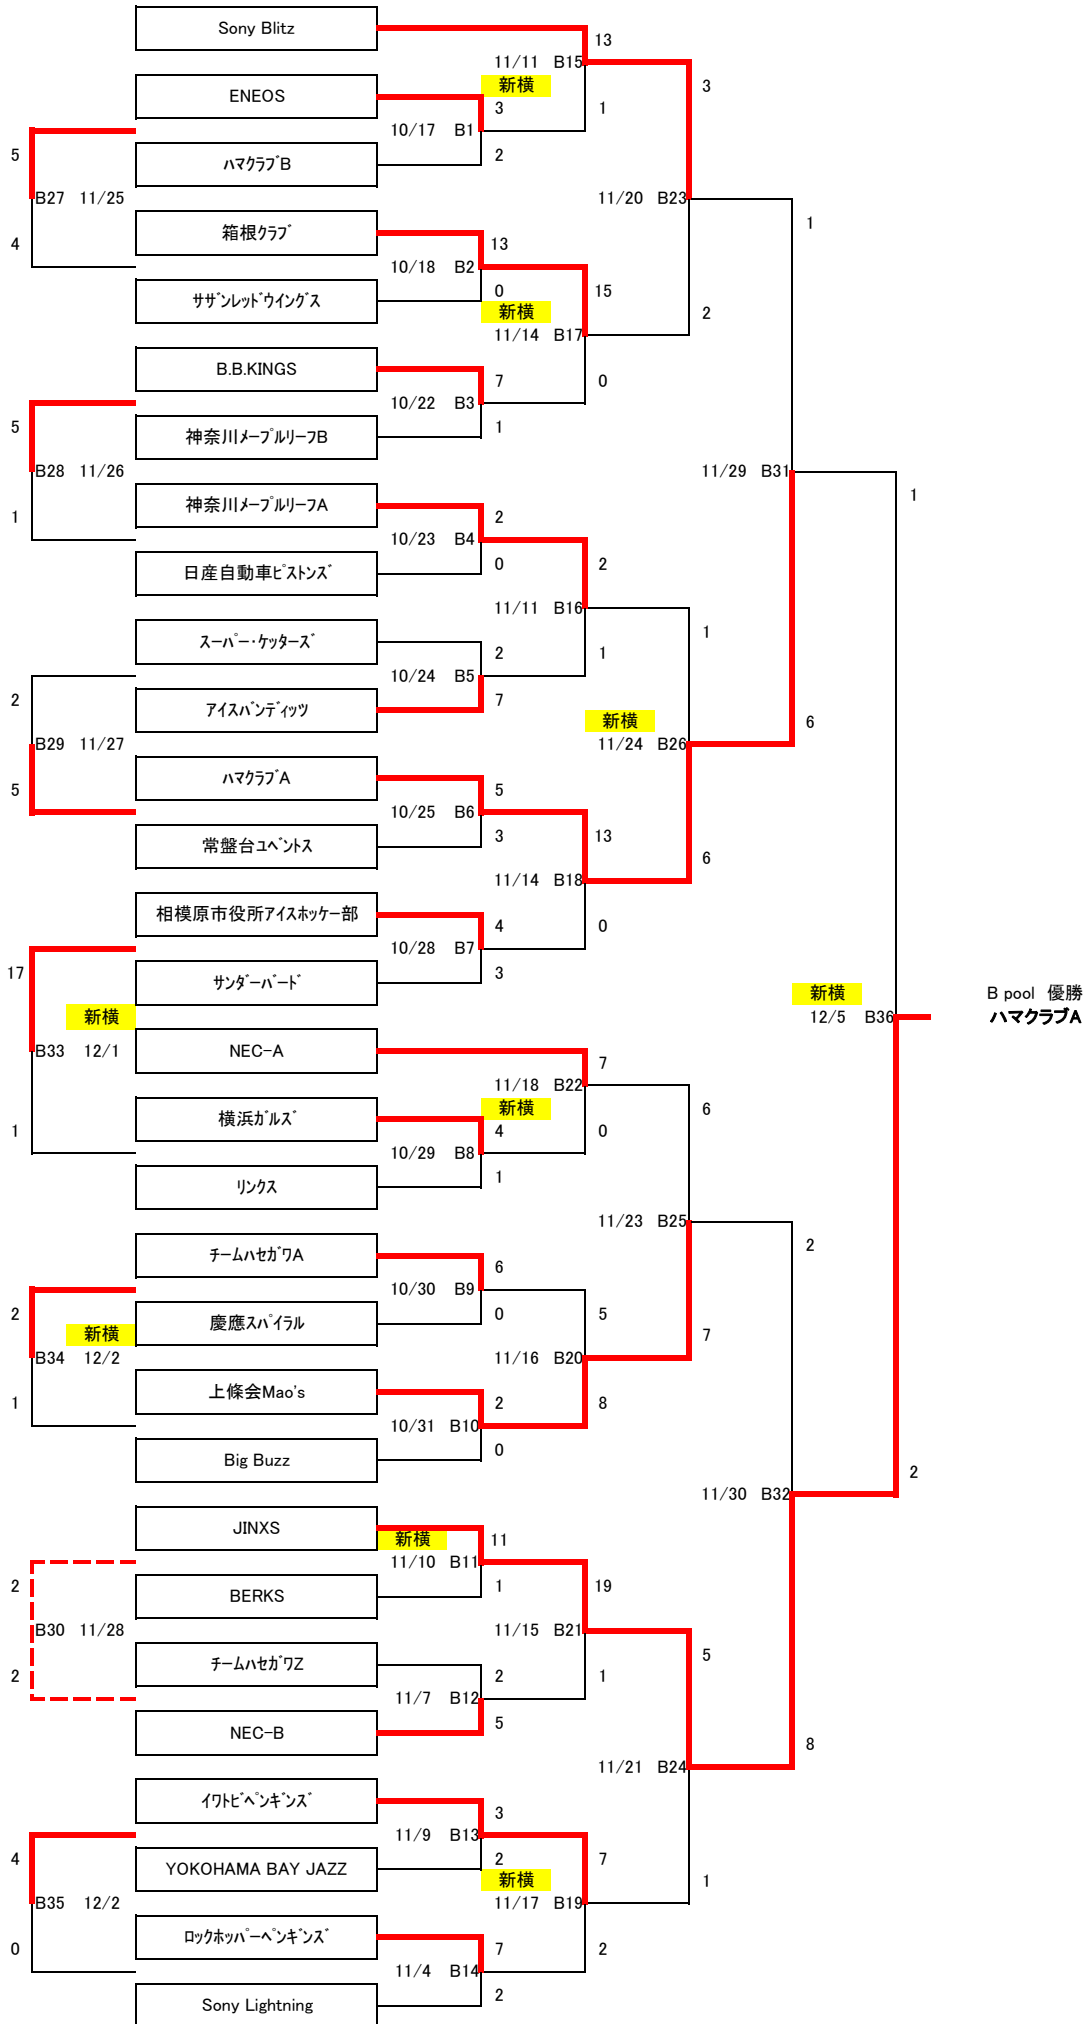 Sony Blitz
13
11/11 B15
新横
3
ENEOS
3
1
10/17 B1
5
2
ﾊﾏｸﾗﾌﾞB
B27 11/25
11/20 B23
箱根ｸﾗﾌﾞ
1
4
13
10/18 B2
0
15
ｻｻﾞﾝﾚｯﾄﾞｳｲﾝｸﾞｽ
新横
2
11/14 B17
B.B.KINGS
7
0
10/22 B3
5
1
神奈川ﾒｰﾌﾟﾙﾘｰﾌB
B28 11/26
11/29 B31
神奈川ﾒｰﾌﾟﾙﾘｰﾌA
1
1
2
10/23 B4
0
2
日産自動車ﾋﾟｽﾄﾝｽﾞ
11/11 B16
1
ｽｰﾊﾟｰ・ｹｯﾀｰｽﾞ
2
1
10/24 B5
2
7
ｱｲｽﾊﾞﾝﾃﾞｨｯﾂ
新横
6
B29 11/27
11/24 B26
ﾊﾏｸﾗﾌﾞA
5
5
10/25 B6
3
13
常盤台ﾕﾍﾞﾝﾄｽ
6
11/14 B18
相模原市役所ｱｲｽﾎｯｹｰ部
4
0
10/28 B7
17
3
ｻﾝﾀﾞｰﾊﾞｰﾄﾞ
新横
新横
B pool 優勝
12/5 B36
ハマクラブA
B33 12/1
NEC-A
7
11/18 B22
新横
6
横浜ｶﾞﾙｽﾞ
1
4
0
10/29 B8
1
ﾘﾝｸｽ
11/23 B25
ﾁｰﾑﾊｾｶﾞﾜA
2
6
10/30 B9
2
0
5
慶應ｽﾊﾟｲﾗﾙ
新横
7
B34 12/2
11/16 B20
上條会Mao's
1
2
8
10/31 B10
0
Big Buzz
2
11/30 B32
JINXS
新横
11
11/10 B11
2
1
19
BERKS
B30 11/28
11/15 B21
ﾁｰﾑﾊｾｶﾞﾜZ
5
2
2
1
11/7 B12
5
NEC-B
8
11/21 B24
ｲﾜﾄﾋﾞﾍﾟﾝｷﾞﾝｽﾞ
3
11/9 B13
4
2
7
YOKOHAMA BAY JAZZ
新横
1
B35 12/2
11/17 B19
ﾛｯｸﾎｯﾊﾟｰﾍﾟﾝｷﾞﾝｽﾞ
0
7
2
11/4 B14
2
Sony Lightning